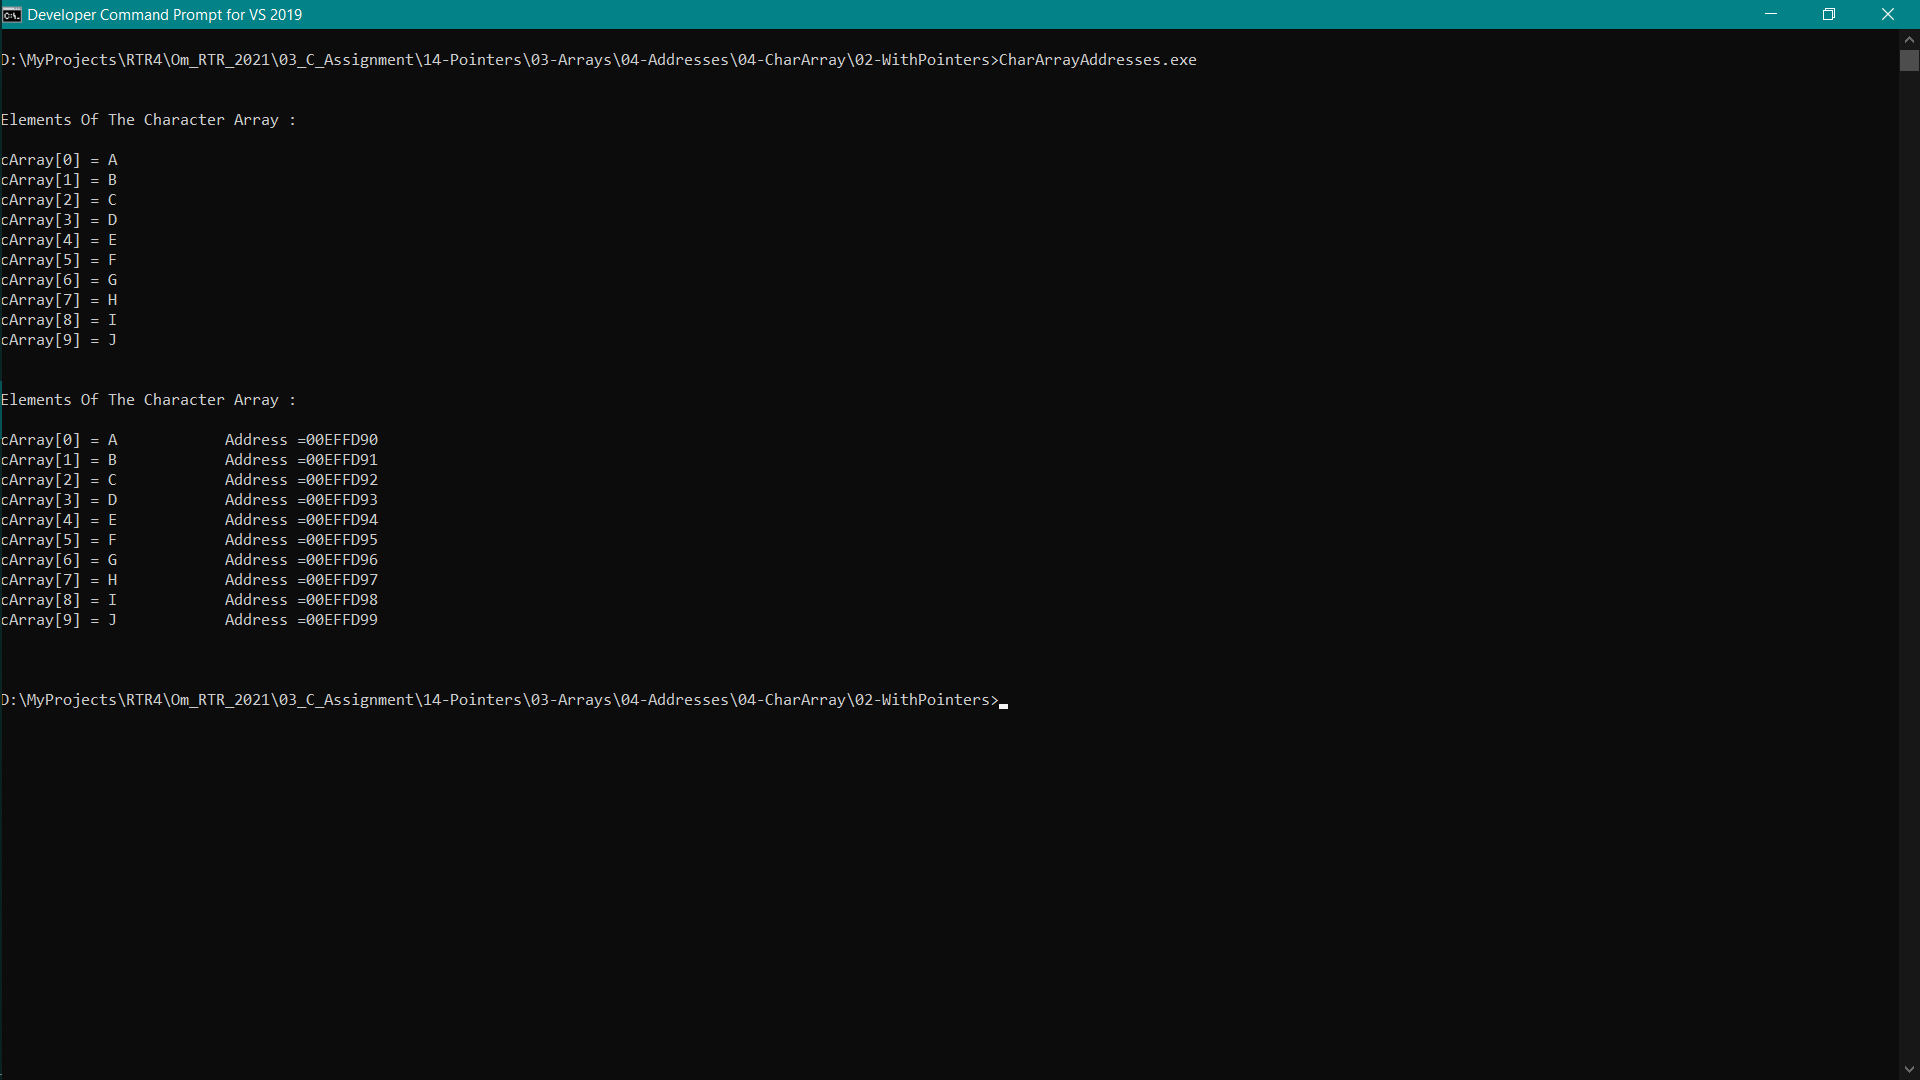 Developer Command Prompt for VS 2019
D:\MyProjects\RTR4\Om_RTR_2021\03_C_Assignment\14-Pointers\03-Arrays\04-Addresses\04-CharArray\02-WithPointers>CharArrayAddresses.exe
Elements Of The Character Array :
cArray[0] = A
cArray[1] = B
cArray[2] = C
cArray[3] = D
cArray[4] = E
cArray[5] = F
cArray[6] = G
cArray[7] = H
cArray[8] = I
cArray[9] = J
Elements Of The Character Array :
cArray[0] = A            Address =00EFFD90
cArray[1] = B            Address =00EFFD91
cArray[2] = C            Address =00EFFD92
cArray[3] = D            Address =00EFFD93
cArray[4] = E            Address =00EFFD94
cArray[5] = F            Address =00EFFD95
cArray[6] = G            Address =00EFFD96
cArray[7] = H            Address =00EFFD97
cArray[8] = I            Address =00EFFD98
cArray[9] = J            Address =00EFFD99
D:\MyProjects\RTR4\Om_RTR_2021\03_C_Assignment\14-Pointers\03-Arrays\04-Addresses\04-CharArray\02-WithPointers>